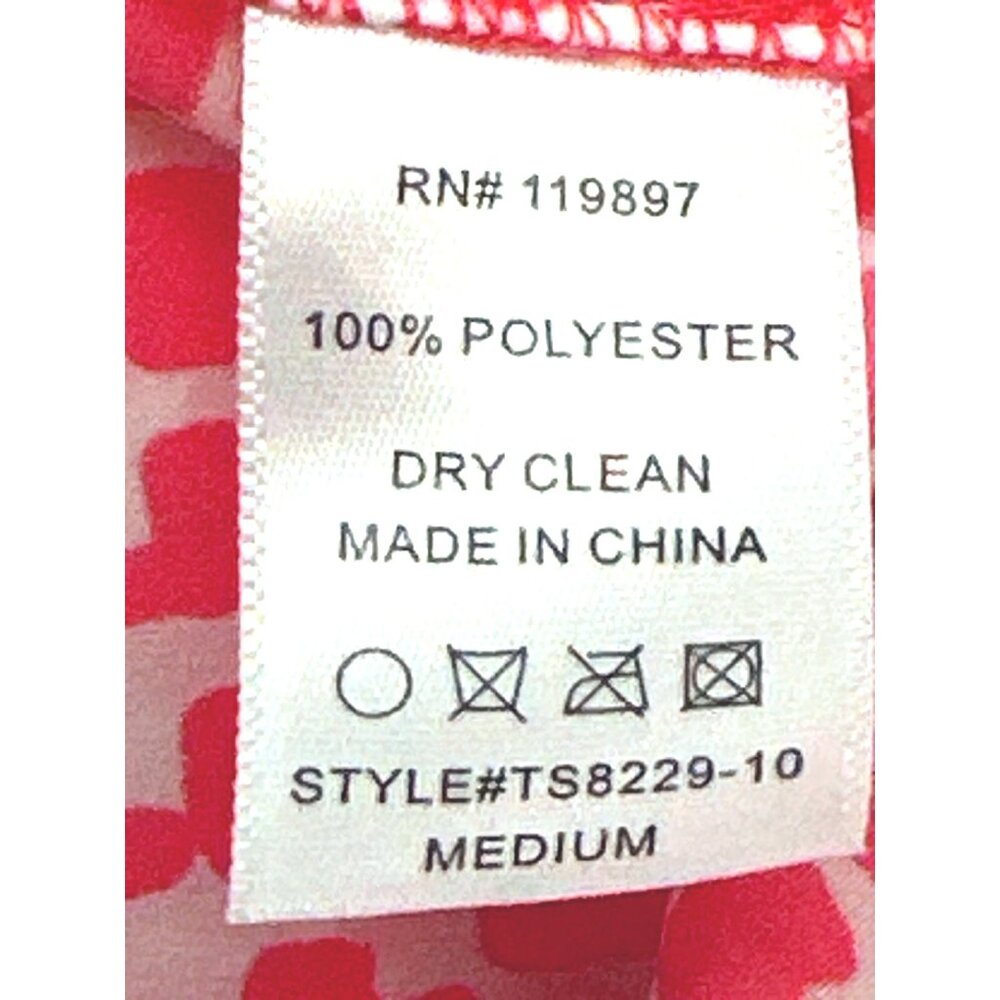 RN# 119897
100% POLYESTER
DRY CLEAN
MADE IN CHINA
STYLE#TS8229-10
MEDIUM